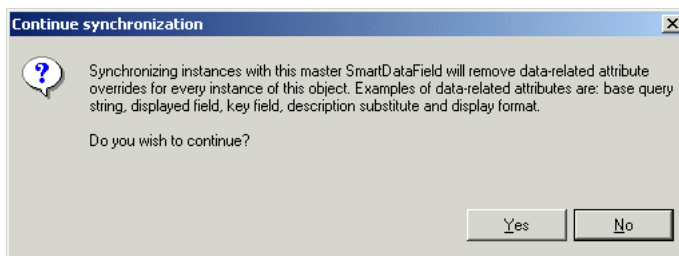 Continue synchronization
Synchronizing instances with this master SmartDataField will remove data-related attribute
overrides for every instance of this object. Examples of data-related attributes are: base query
string, displayed field, key field, description substitute and display format.
Do you wish to continue?
Yes No